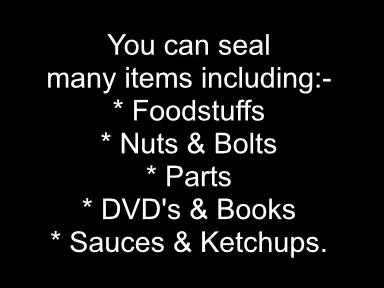 You can seal
many items including:-
* Foodstuffs
* Nuts & Bolts
* Parts
* DVD's & Books
* Sauces & Ketchups.